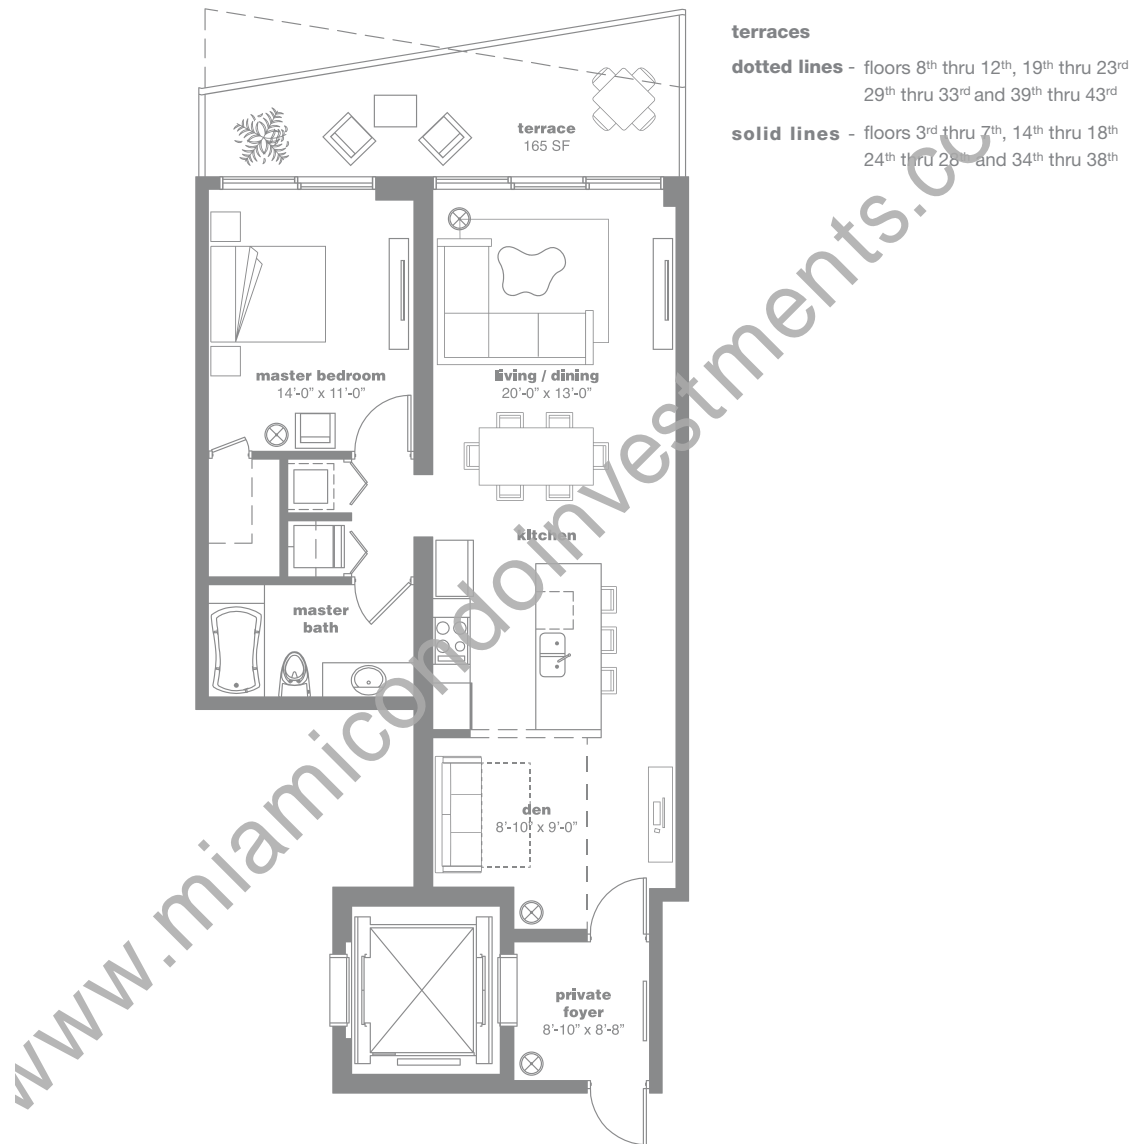 terraces
dotted lines - floors 8th thru 12th, 19th thru 23rd
29th thru 33rd and 39th thru 43rd
solid lines - floors 3rd thru 7th, 14th thru 18th
24th thru 28th and 34th thru 38th
terrace
165 SF
master bedroom
14'-0" x 11'-0"
living / dining
20'-0" x 13'-0"
kitchen
master
bath
den
8'-10" x 9'-0"
private
foyer
8'-10" x 8'-8"
www.miamicondoinvestments.cc